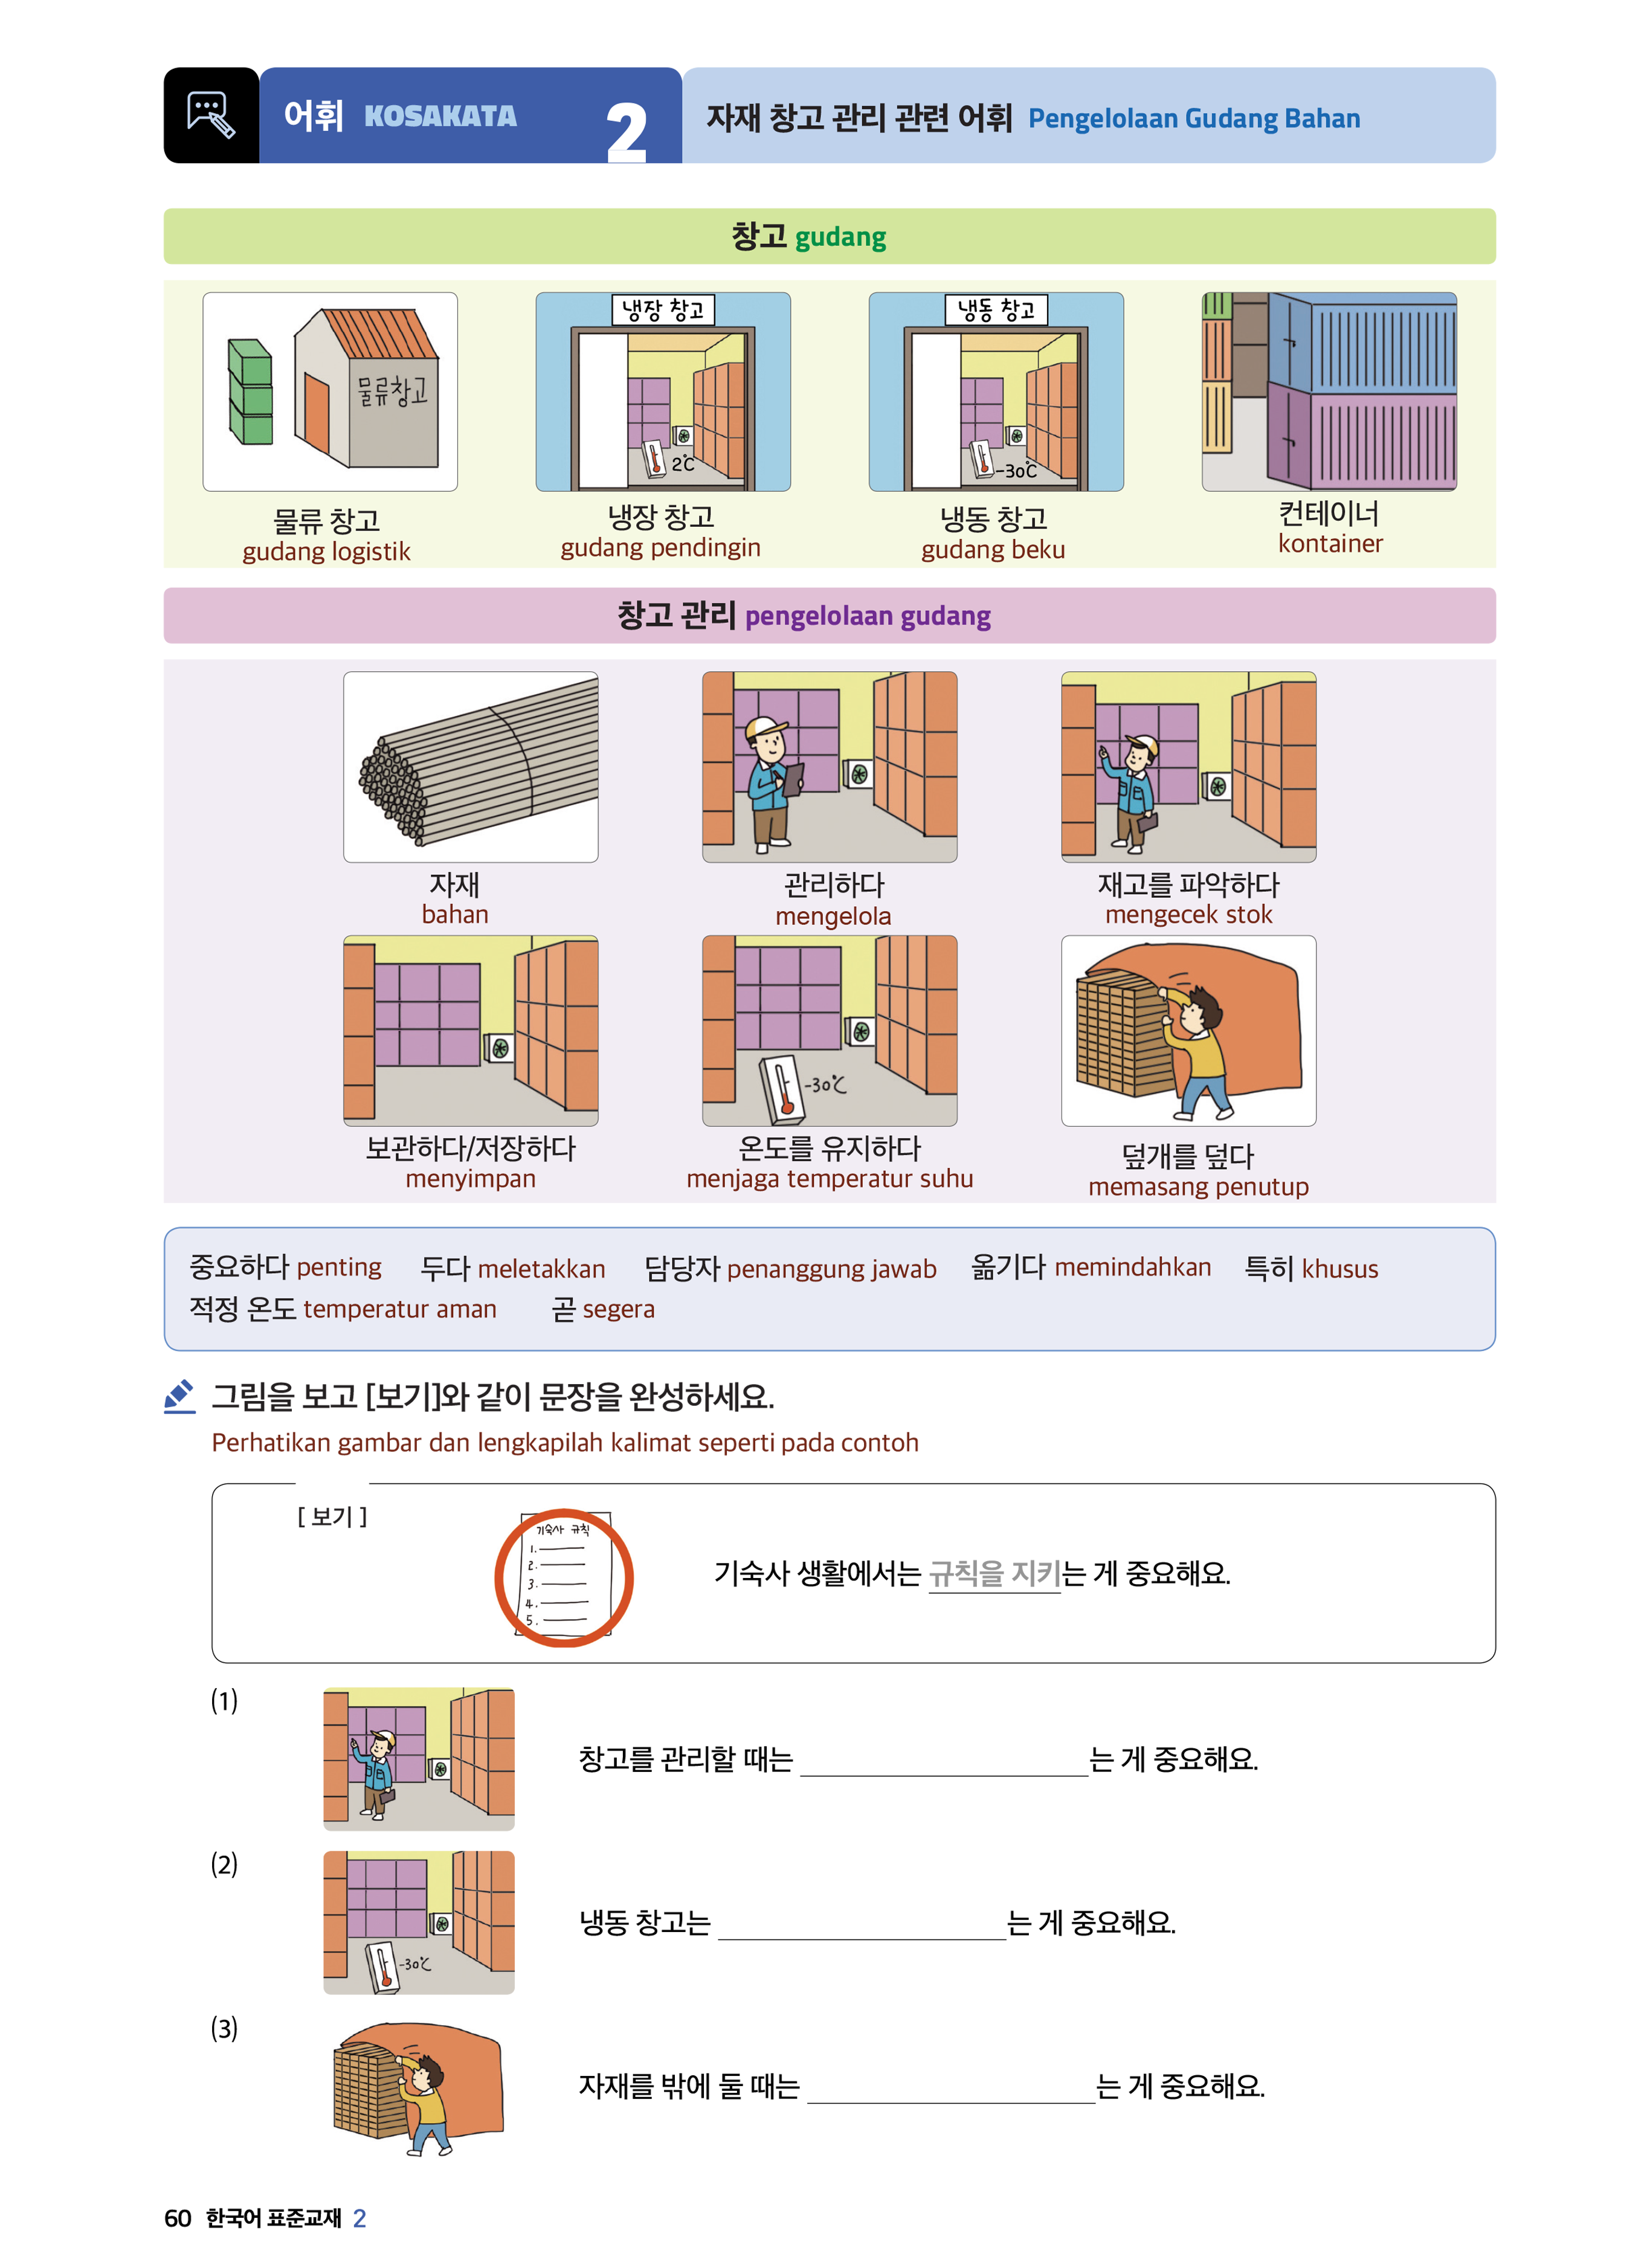 어휘 KOSAKATA 2 자재 창고 관리 관련 어휘 Pengelolaan Gudang Bahan
창고 gudang
물류창고
냉장 창고
2℃
냉동 창고
-30℃
물류 창고
gudang logistik
냉장 창고
gudang pendingin
냉동 창고
gudang beku
컨테이너
kontainer
창고 관리 pengelolaan gudang
자재
bahan
관리하다
mengelola
재고를 파악하다
mengecek stok
-30℃
보관하다/저장하다
menyimpan
온도를 유지하다
menjaga temperatur suhu
덮개를 덮다
memasang penutup
중요하다 penting 두다 meletakkan 담당자 penanggung jawab 옮기다 memindahkan 특히 khusus
적정 온도 temperatur aman 곧 segera
그림을 보고 [보기]와 같이 문장을 완성하세요.
Perhatikan gambar dan lengkapilah kalimat seperti pada contoh
[ 보기 ]
기숙사 규칙
1.
2.
3.
4.
5.
기숙사 생활에서는 규칙을 지키는 게 중요해요.
(1)
창고를 관리할 때는 는 게 중요해요.
(2)
-30℃
냉동 창고는 는 게 중요해요.
(3)
자재를 밖에 둘 때는 는 게 중요해요.
60 한국어 표준교재 2